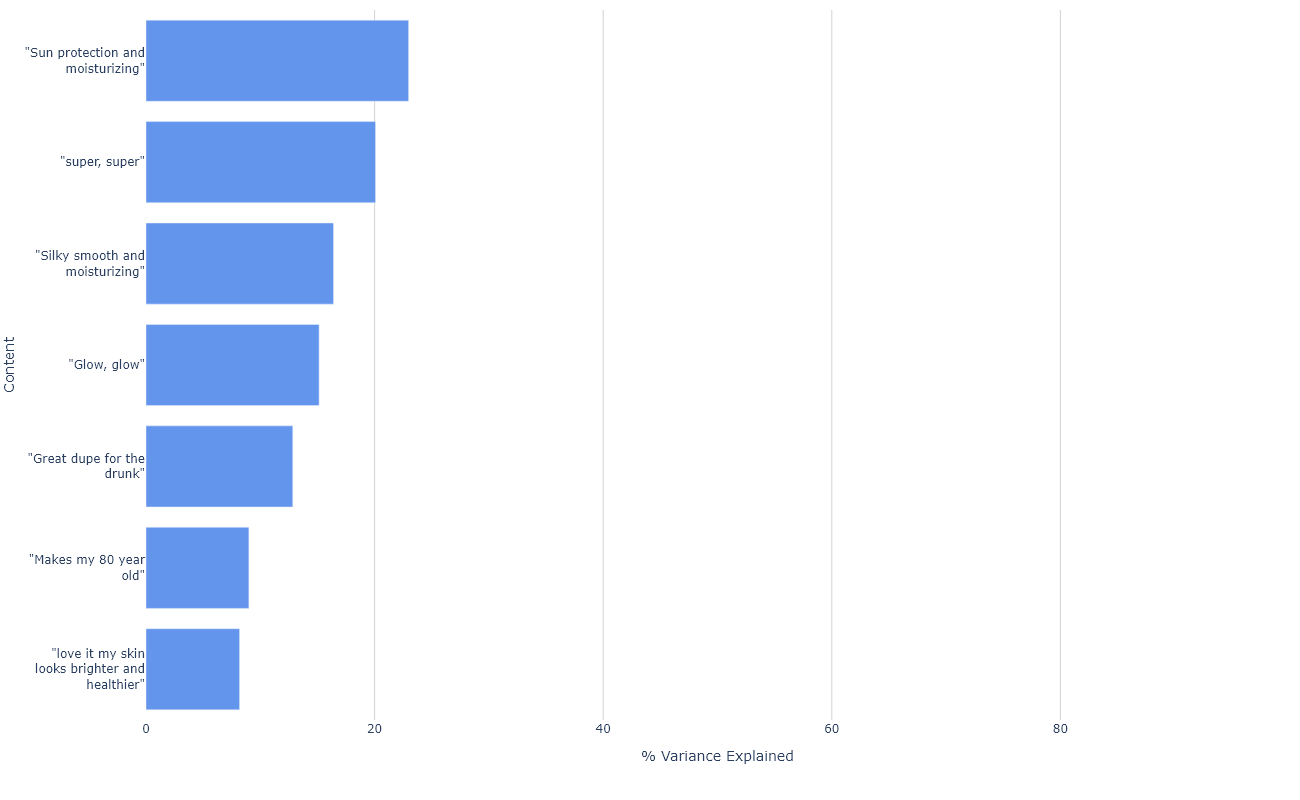 "Sun protection and
moisturizing"
"super, super"
"Silky smooth and
moisturizing"
"Glow, glow"
"Great dupe for the
drunk"
"Makes my 80 year
old"
"love it my skin
looks brighter and
healthier"
Content
0 20 40 60 80
% Variance Explained